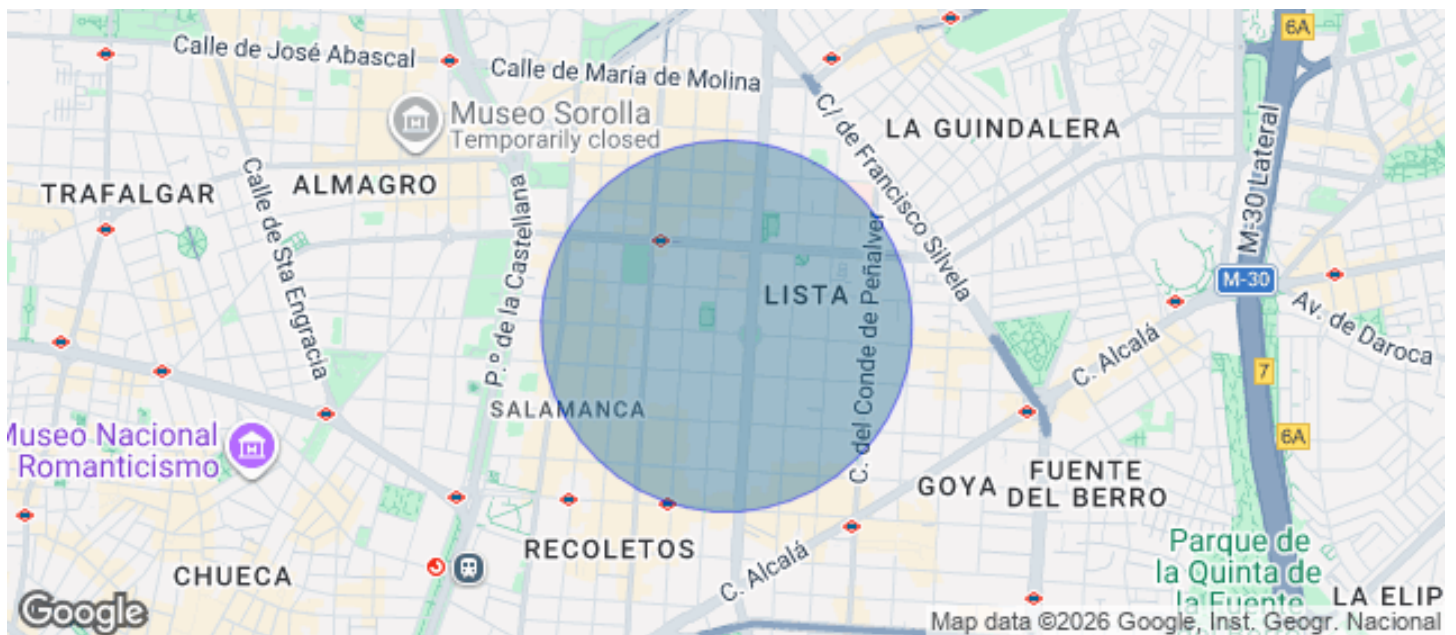 6A
Calle de José Abascal
Calle de María de Molina
Museo Sorolla
Temporarily closed
C/ de Francisco Silvela
LA GUINDALERA
M-30 Lateral
TRAFALGAR
ALMAGRO
Calle de Sta Engracia
P.º de la Castellana
C. del Conde de Peñalver
M-30
LISTA
Av. de Daroca
C. Alcalá
7
SALAMANCA
Museo Nacional
Romanticismo
6A
GOYA
FUENTE
DEL BERRO
RECOLETOS
C. Alcalá
CHUECA
Parque de
la Quinta de
la Fuente
LA ELIP
Google
Map data ©2026 Google, Inst. Geogr. Nacional